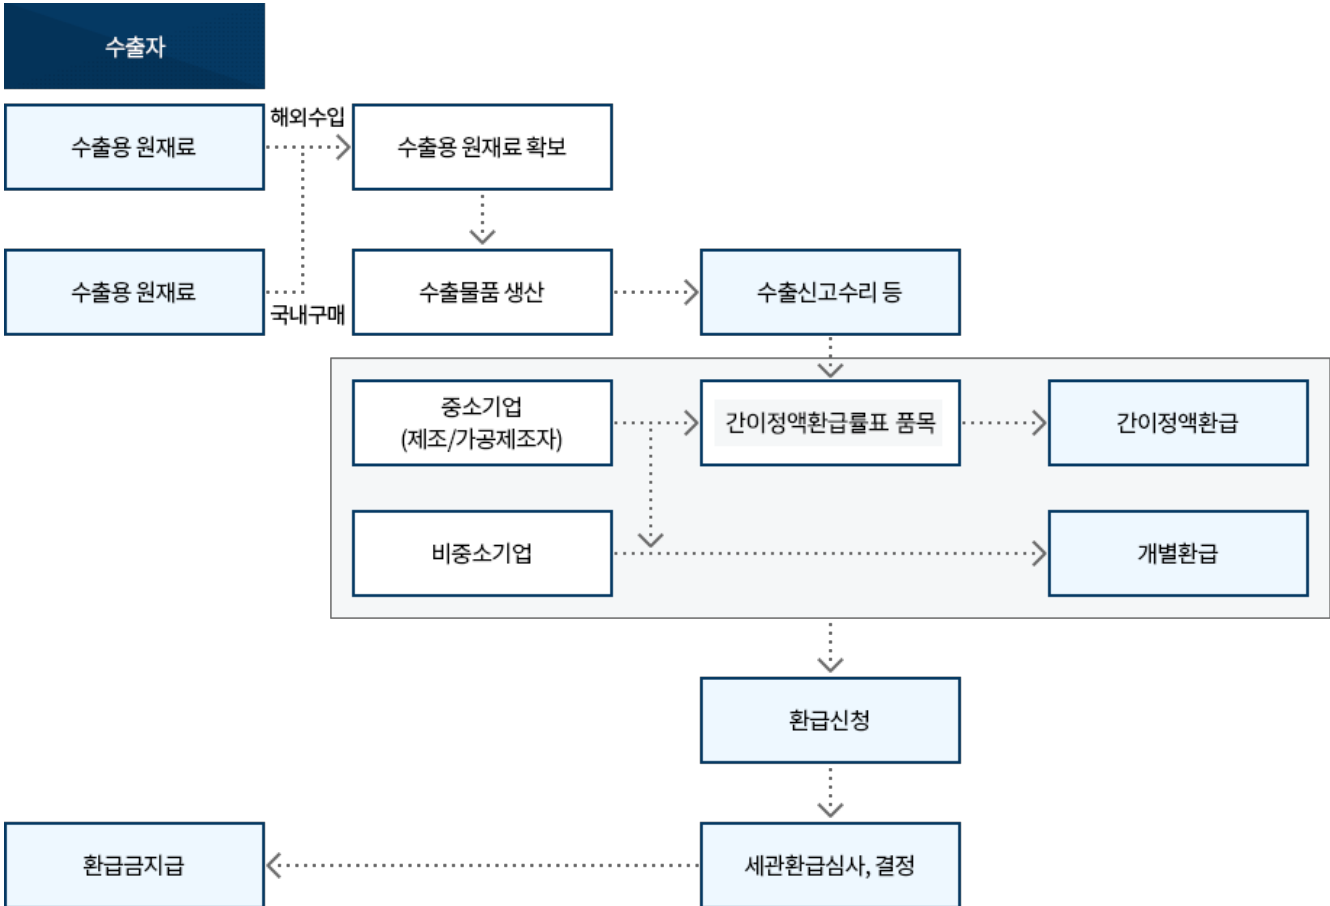 수출자
해외수입
수출용 원재료
수출용 원재료 확보
수출용 원재료
국내구매
수출물품 생산
수출신고수리 등
중소기업
(제조/가공제조자)
간이정액환급률표 품목
간이정액환급
비중소기업
개별환급
환급신청
환급금지급
세관환급심사, 결정